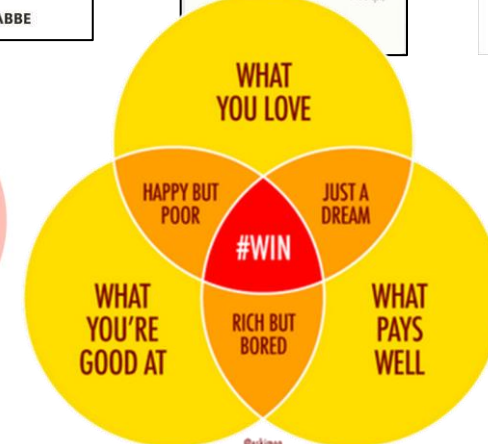 ABBE
WHAT
YOU LOVE
HAPPY BUT
POOR
JUST A
DREAM
#WIN
WHAT
YOU'RE
GOOD AT
RICH BUT
BORED
WHAT
PAYS
WELL